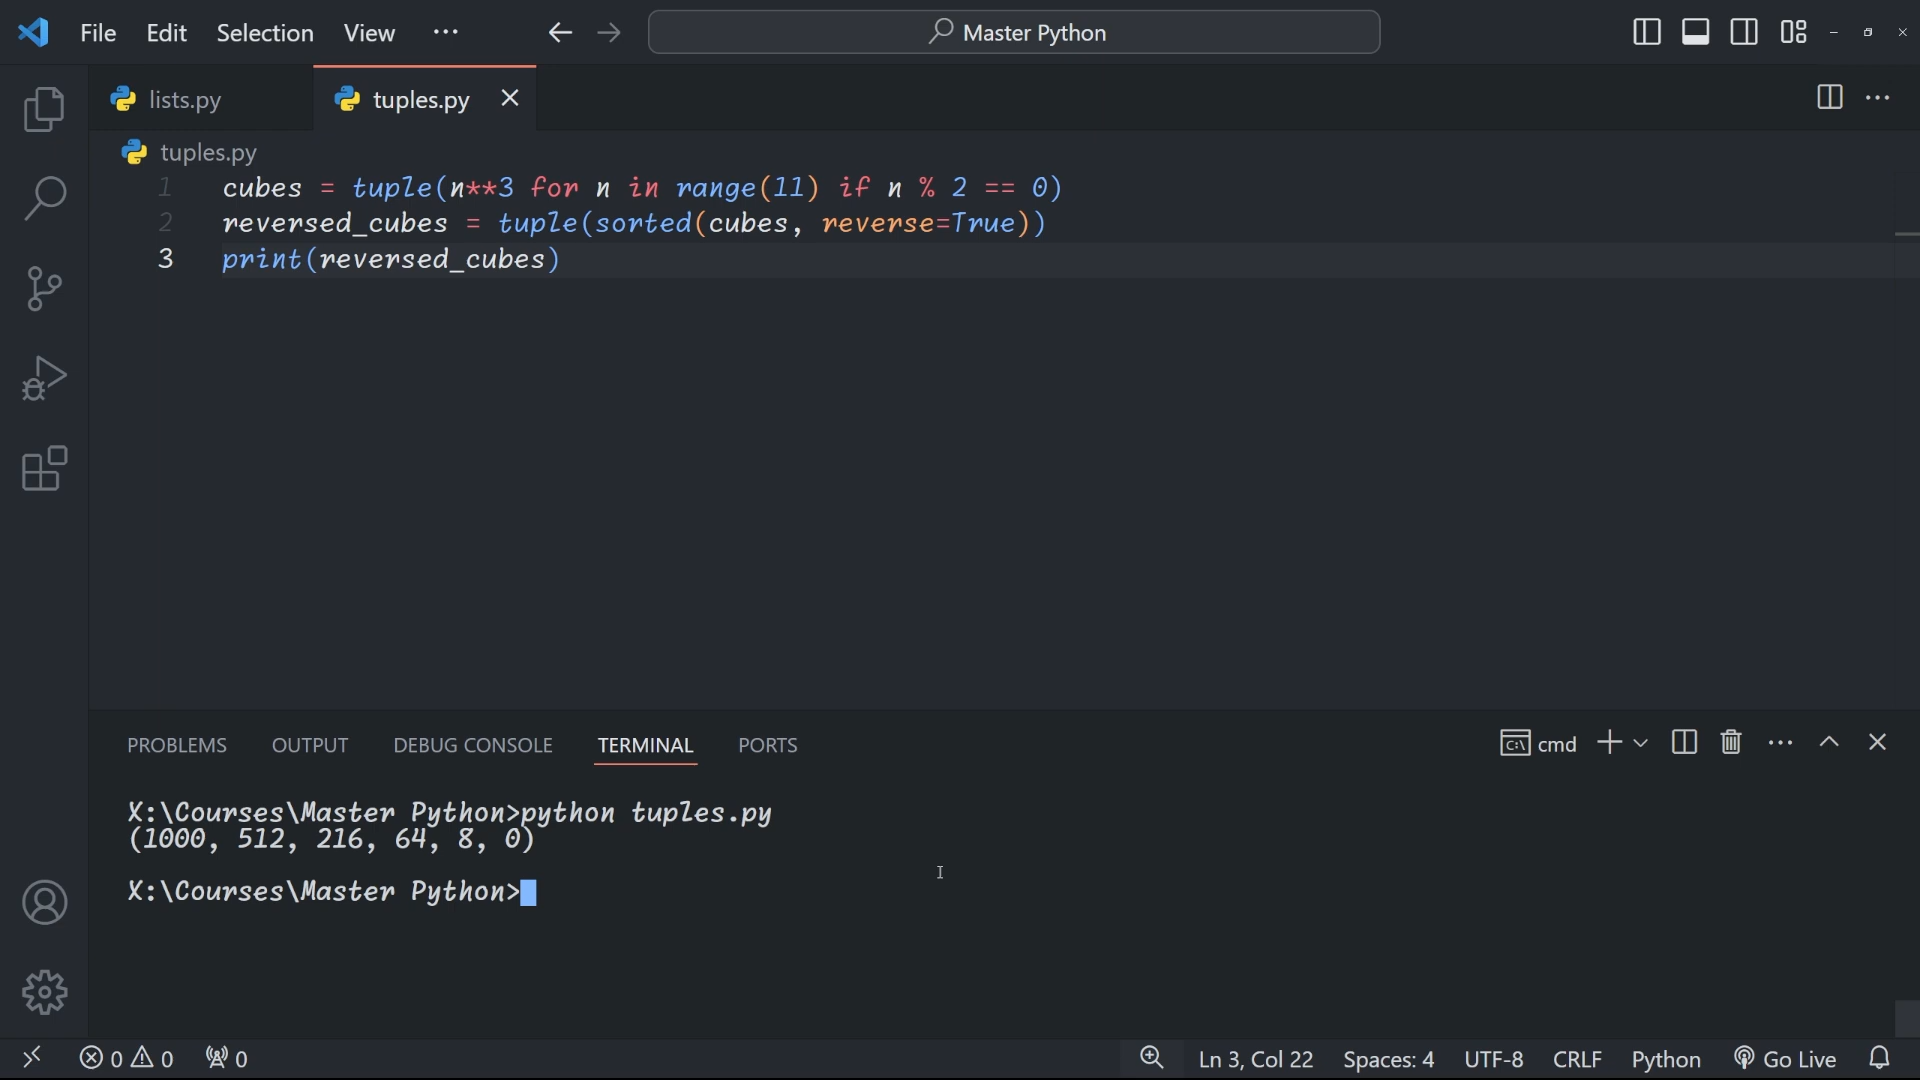 File Edit Selection View ··· Master Python
lists.py tuples.py
tuples.py
1 cubes = tuple(n**3 for n in range(11) if n % 2 == 0)
2 reversed_cubes = tuple(sorted(cubes, reverse=True))
3 print(reversed_cubes)
PROBLEMS OUTPUT DEBUG CONSOLE TERMINAL PORTS cmd
X:\Courses\Master Python>python tuples.py
(1000, 512, 216, 64, 8, 0)
X:\Courses\Master Python>
0 0 0 Ln 3, Col 22 Spaces: 4 UTF-8 CRLF Python Go Live